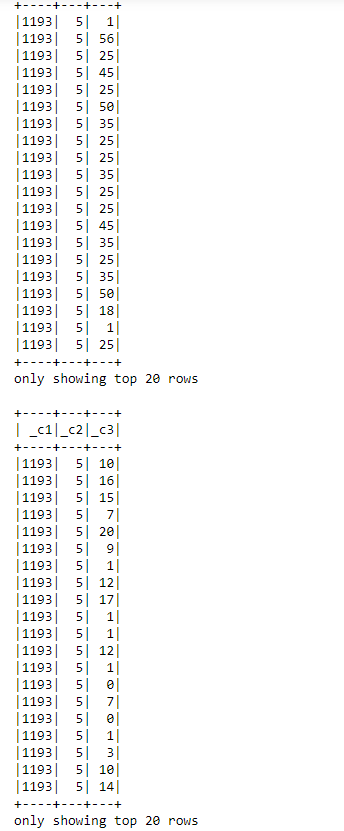 +----+---+---+
|1193|  5|  1|
|1193|  5| 56|
|1193|  5| 25|
|1193|  5| 45|
|1193|  5| 25|
|1193|  5| 50|
|1193|  5| 35|
|1193|  5| 25|
|1193|  5| 25|
|1193|  5| 35|
|1193|  5| 25|
|1193|  5| 25|
|1193|  5| 45|
|1193|  5| 35|
|1193|  5| 25|
|1193|  5| 35|
|1193|  5| 50|
|1193|  5| 18|
|1193|  5|  1|
|1193|  5| 25|
+----+---+---+
only showing top 20 rows

+----+---+---+
| _c1|_c2|_c3|
+----+---+---+
|1193|  5| 10|
|1193|  5| 16|
|1193|  5| 15|
|1193|  5|  7|
|1193|  5| 20|
|1193|  5|  9|
|1193|  5|  1|
|1193|  5| 12|
|1193|  5| 17|
|1193|  5|  1|
|1193|  5|  1|
|1193|  5| 12|
|1193|  5|  1|
|1193|  5|  0|
|1193|  5|  7|
|1193|  5|  0|
|1193|  5|  1|
|1193|  5|  3|
|1193|  5| 10|
|1193|  5| 14|
+----+---+---+
only showing top 20 rows